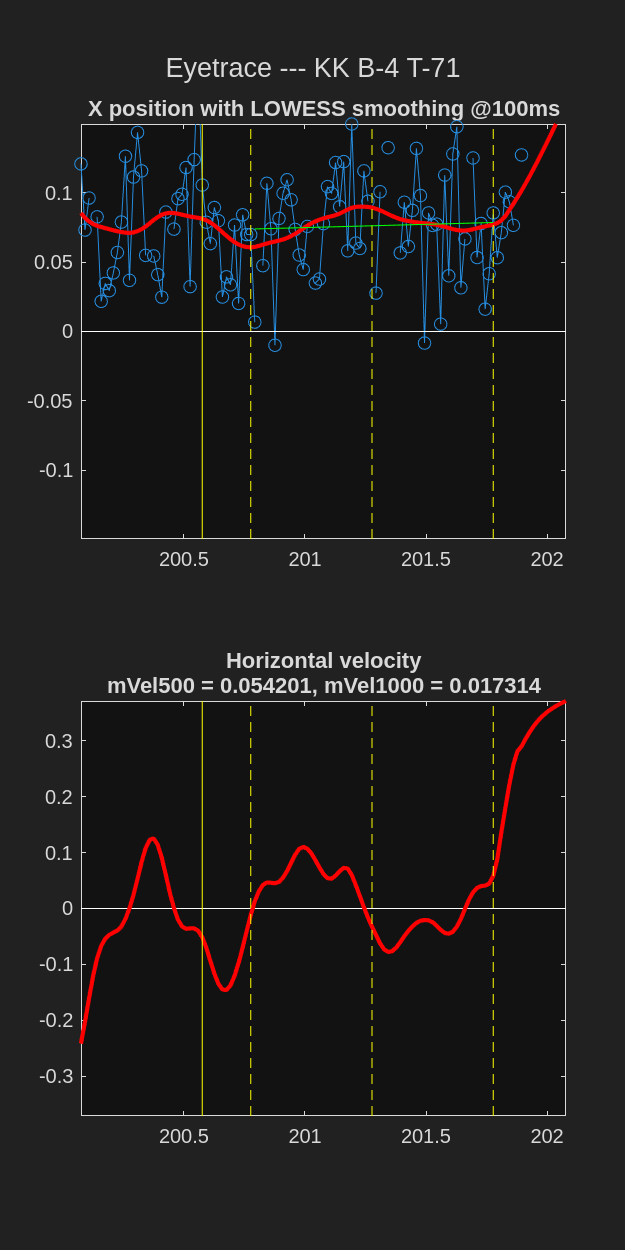 Eyetrace --- KK B-4 T-71
X position with LOWESS smoothing @100ms
0.1
0.05
0
-0.05
-0.1
200.5 201 201.5 202
Horizontal velocity
mVel500 = 0.054201, mVel1000 = 0.017314
0.3
0.2
0.1
0
-0.1
-0.2
-0.3
200.5 201 201.5 202